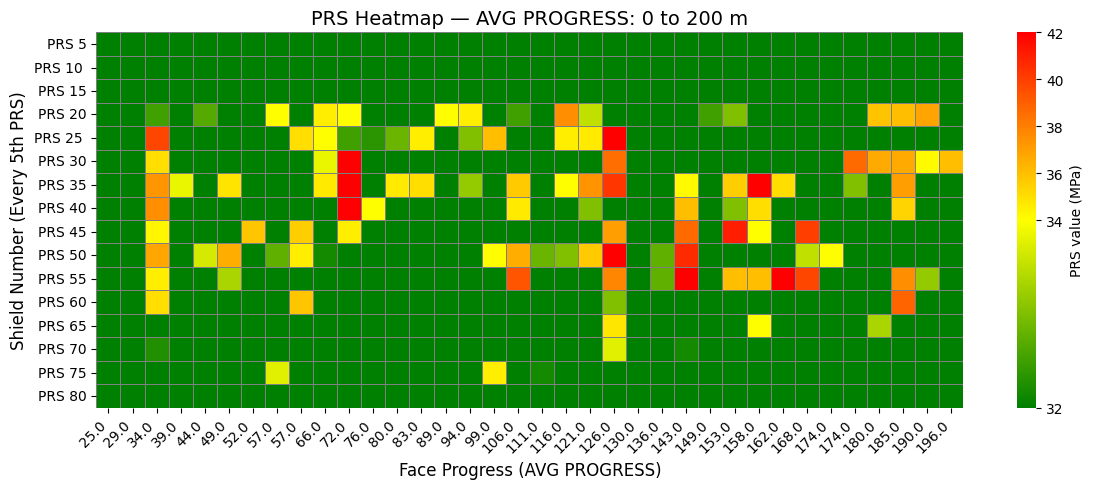 PRS Heatmap — AVG PROGRESS: 0 to 200 m
Shield Number (Every 5th PRS)
PRS 5
PRS 10
PRS 15
PRS 20
PRS 25
PRS 30
PRS 35
PRS 40
PRS 45
PRS 50
PRS 55
PRS 60
PRS 65
PRS 70
PRS 75
PRS 80
25.0 29.0 34.0 39.0 44.0 49.0 52.0 57.0 57.0 66.0 72.0 76.0 80.0 83.0 89.0 94.0 99.0 106.0 111.0 116.0 121.0 126.0 130.0 136.0 143.0 149.0 153.0 158.0 162.0 168.0 174.0 174.0 180.0 185.0 190.0 196.0
Face Progress (AVG PROGRESS)
42
40
38
36
34
32
PRS value (MPa)